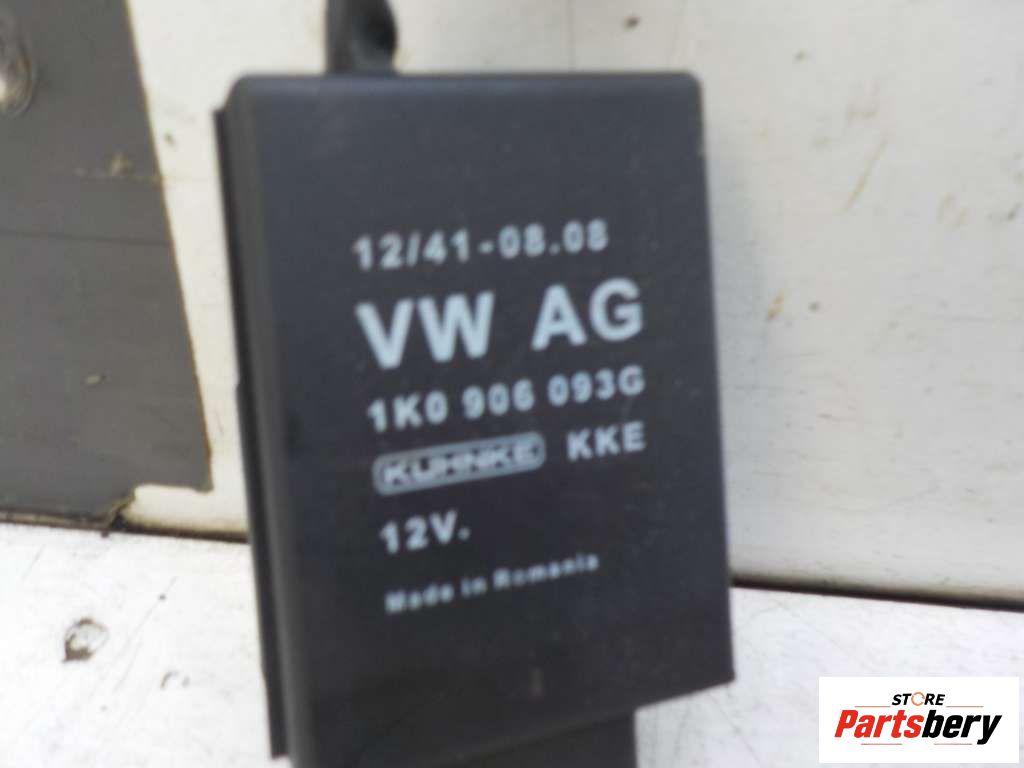 12/41-08.08
VW AG
1K0 906 093G
KUHNKE KKE
12V.
Made in Romania
STORE
Partsbery